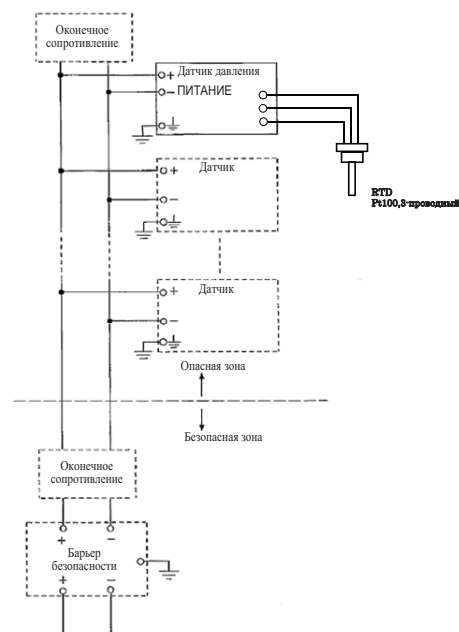 Оконечное
сопротивление
+ Датчик давления
− ПИТАНИЕ
RTD
Pt100,3-проводный
+ Датчик
−
+ Датчик
−
Опасная зона
Безопасная зона
Оконечное
сопротивление
+ −
Барьер
безопасности
+ −